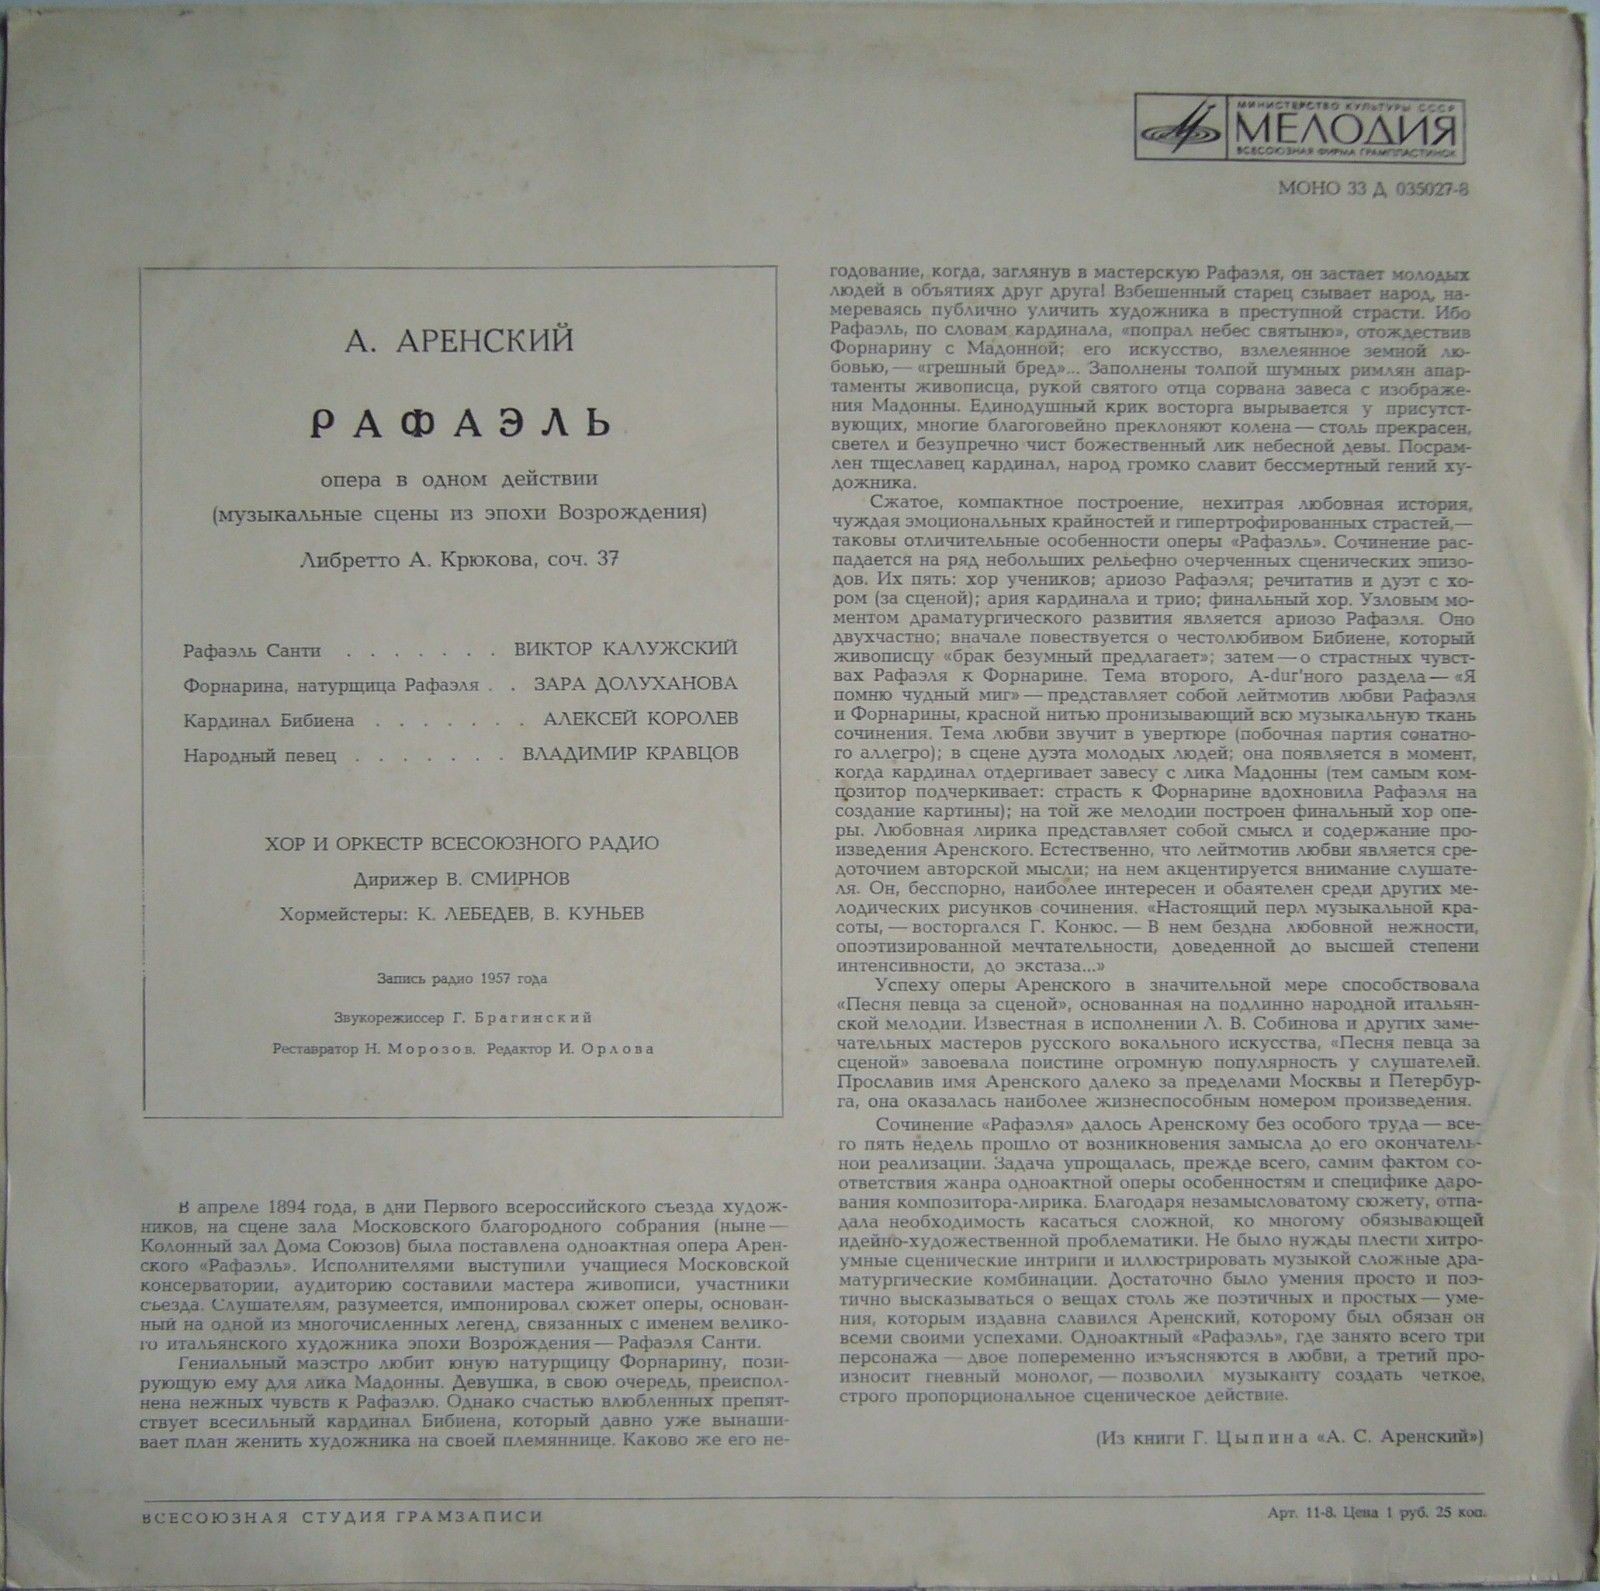 МИНИСТЕРСТВО КУЛЬТУРЫ СССР
МЕЛОДИЯ
ВСЕСОЮЗНАЯ ФИРМА ГРАМПЛАСТИНОК
МОНО 33 Д 035027-8
А. АРЕНСКИЙ
РАФАЭЛЬ
опера в одном действии
(музыкальные сцены из эпохи Возрождения)
Либретто А. Крюкова, соч. 37
Рафаэль Санти . . . . . . . ВИКТОР КАЛУЖСКИЙ
Форнарина, натурщица Рафаэля . . ЗАРА ДОЛУХАНОВА
Кардинал Бибиена . . . . . . . АЛЕКСЕЙ КОРОЛЕВ
Народный певец . . . . . . . ВЛАДИМИР КРАВЦОВ
ХОР И ОРКЕСТР ВСЕСОЮЗНОГО РАДИО
Дирижер В. СМИРНОВ
Хормейстеры: К. ЛЕБЕДЕВ, В. КУНЬЕВ
Запись радио 1957 года
Звукорежиссер Г. Брагинский
Реставратор Н. Морозов. Редактор И. Орлова
В апреле 1894 года, в дни Первого всероссийского съезда худож-
ников, на сцене зала Московского благородного собрания (ныне —
Колонный зал Дома Союзов) была поставлена одноактная опера Арен-
ского «Рафаэль». Исполнителями выступили учащиеся Московской
консерватории, аудиторию составили мастера живописи, участники
съезда. Слушателям, разумеется, импонировал сюжет оперы, основан-
ный на одной из многочисленных легенд, связанных с именем велико-
го итальянского художника эпохи Возрождения — Рафаэля Санти.
Гениальный маэстро любит юную натурщицу Форнарину, пози-
рующую ему для лика Мадонны. Девушка, в свою очередь, преиспол-
нена нежных чувств к Рафаэлю. Однако счастью влюбленных препят-
ствует всесильный кардинал Бибиена, который давно уже вынаши-
вает план женить художника на своей племяннице. Каково же его не-
годование, когда, заглянув в мастерскую Рафаэля, он застает молодых
людей в объятиях друг друга! Взбешенный старец сзывает народ, на-
мереваясь публично уличить художника в преступной страсти. Ибо
Рафаэль, по словам кардинала, «попрал небес святыню», отождествив
Форнарину с Мадонной; его искусство, взлелеянное земной лю-
бовью, — «грешный бред»... Заполнены толпой шумных римлян апар-
таменты живописца, рукой святого отца сорвана завеса с изображе-
ния Мадонны. Единодушный крик восторга вырывается у присутст-
вующих, многие благоговейно преклоняют колена — столь прекрасен,
светел и безупречно чист божественный лик небесной девы. Посрам-
лен тщеславец кардинал, народ громко славит бессмертный гений ху-
дожника.
Сжатое, компактное построение, нехитрая любовная история,
чуждая эмоциональных крайностей и гипертрофированных страстей,—
таковы отличительные особенности оперы «Рафаэль». Сочинение рас-
падается на ряд небольших рельефно очерченных сценических эпизо-
дов. Их пять: хор учеников; ариозо Рафаэля; речитатив и дуэт с хо-
ром (за сценой); ария кардинала и трио; финальный хор. Узловым мо-
ментом драматургического развития является ариозо Рафаэля. Оно
двухчастно; вначале повествуется о честолюбивом Бибиене, который
живописцу «брак безумный предлагает»; затем — о страстных чувст-
вах Рафаэля к Форнарине. Тема второго, A-dur'ного раздела — «Я
помню чудный миг» — представляет собой лейтмотив любви Рафаэля
и Форнарины, красной нитью пронизывающий всю музыкальную ткань
сочинения. Тема любви звучит в увертюре (побочная партия сонатно-
го аллегро); в сцене дуэта молодых людей; она появляется в момент,
когда кардинал отдергивает завесу с лика Мадонны (тем самым ком-
позитор подчеркивает: страсть к Форнарине вдохновила Рафаэля на
создание картины); на той же мелодии построен финальный хор опе-
ры. Любовная лирика представляет собой смысл и содержание про-
изведения Аренского. Естественно, что лейтмотив любви является сре-
доточием авторской мысли; на нем акцентируется внимание слушате-
ля. Он, бесспорно, наиболее интересен и обаятелен среди других ме-
лодических рисунков сочинения. «Настоящий перл музыкальной кра-
соты, — восторгался Г. Конюс. — В нем бездна любовной нежности,
опоэтизированной мечтательности, доведенной до высшей степени
интенсивности, до экстаза...»
Успеху оперы Аренского в значительной мере способствовала
«Песня певца за сценой», основанная на подлинно народной итальян-
ской мелодии. Известная в исполнении Л. В. Собинова и других заме-
чательных мастеров русского вокального искусства, «Песня певца за
сценой» завоевала поистине огромную популярность у слушателей.
Прославив имя Аренского далеко за пределами Москвы и Петербур-
га, она оказалась наиболее жизнеспособным номером произведения.
Сочинение «Рафаэля» далось Аренскому без особого труда — все-
го пять недель прошло от возникновения замысла до его окончатель-
ной реализации. Задача упрощалась, прежде всего, самим фактом со-
ответствия жанра одноактной оперы особенностям и специфике даро-
вания композитора-лирика. Благодаря незамысловатому сюжету, отпа-
дала необходимость касаться сложной, ко многому обязывающей
идейно-художественной проблематики. Не было нужды плести хитро-
умные сценические интриги и иллюстрировать музыкой сложные дра-
матургические комбинации. Достаточно было умения просто и поэ-
тично высказываться о вещах столь же поэтичных и простых — уме-
ния, которым издавна славился Аренский, которому был обязан он
всеми своими успехами. Одноактный «Рафаэль», где занято всего три
персонажа — двое попеременно изъясняются в любви, а третий про-
износит гневный монолог, — позволил музыканту создать четкое,
строго пропорциональное сценическое действие.
(Из книги Г. Цыпина «А. С. Аренский»)
ВСЕСОЮЗНАЯ СТУДИЯ ГРАМЗАПИСИ
Арт. 11-8. Цена 1 руб. 25 коп.